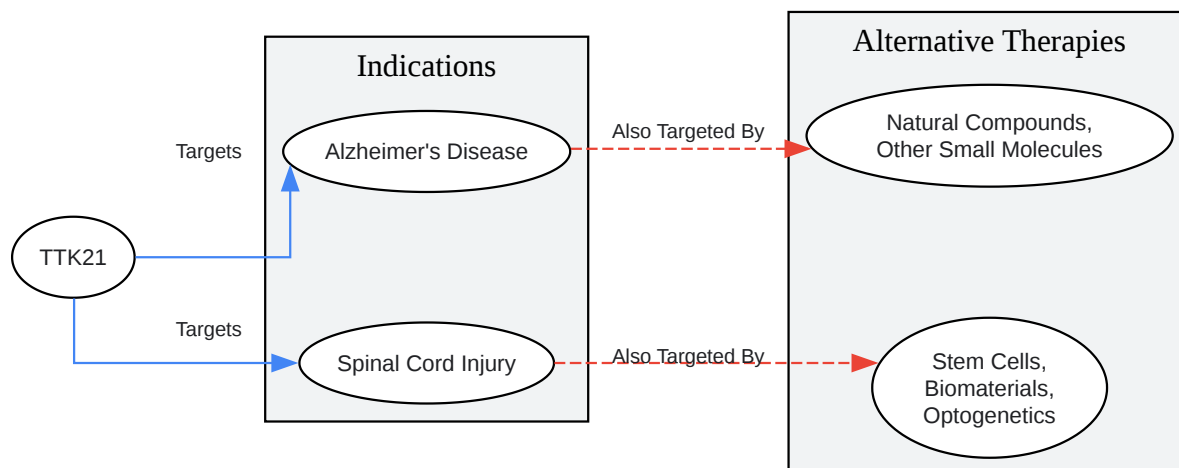 Indications
Alternative Therapies
Targets
Alzheimer's Disease
Also Targeted By
Natural Compounds,
Other Small Molecules
TTK21
Targets
Spinal Cord Injury
Also Targeted By
Stem Cells,
Biomaterials,
Optogenetics